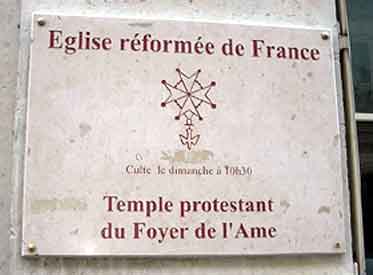 Eglise réformée de France
Culte le dimanche à 10h30
Temple protestant
du Foyer de l'Ame